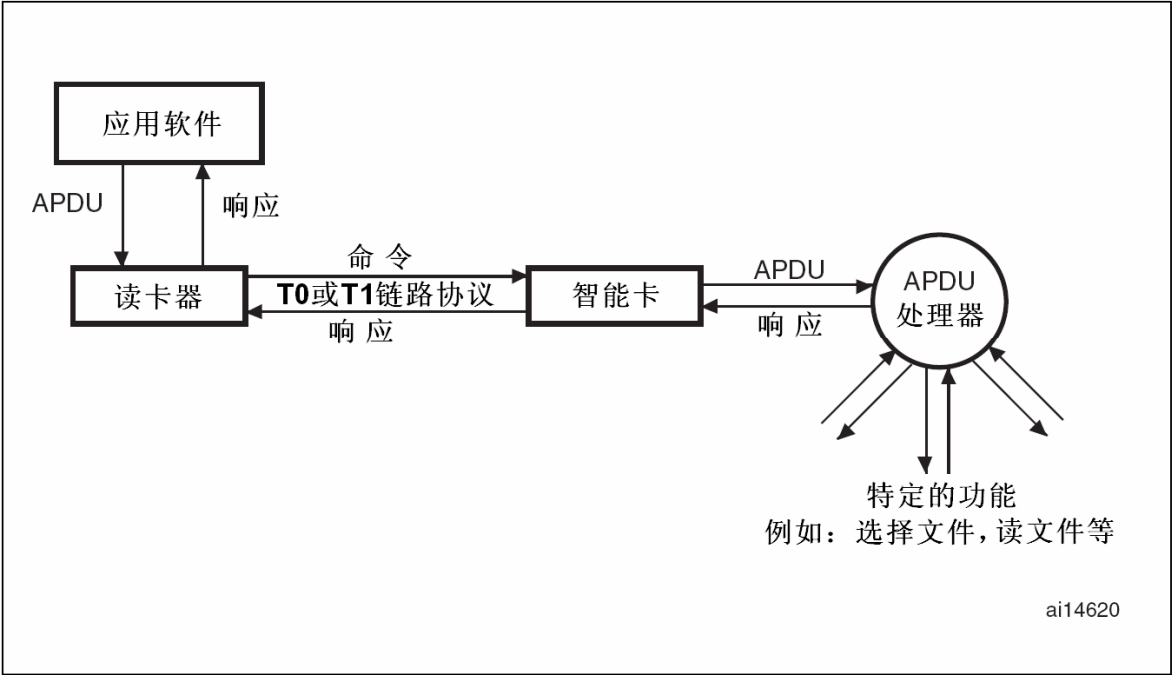 应用软件
APDU
响应
读卡器
命 令
T0或T1链路协议
响 应
智能卡
APDU
响 应
APDU
处理器
特定的功能
例如：选择文件，读文件等
ai14620